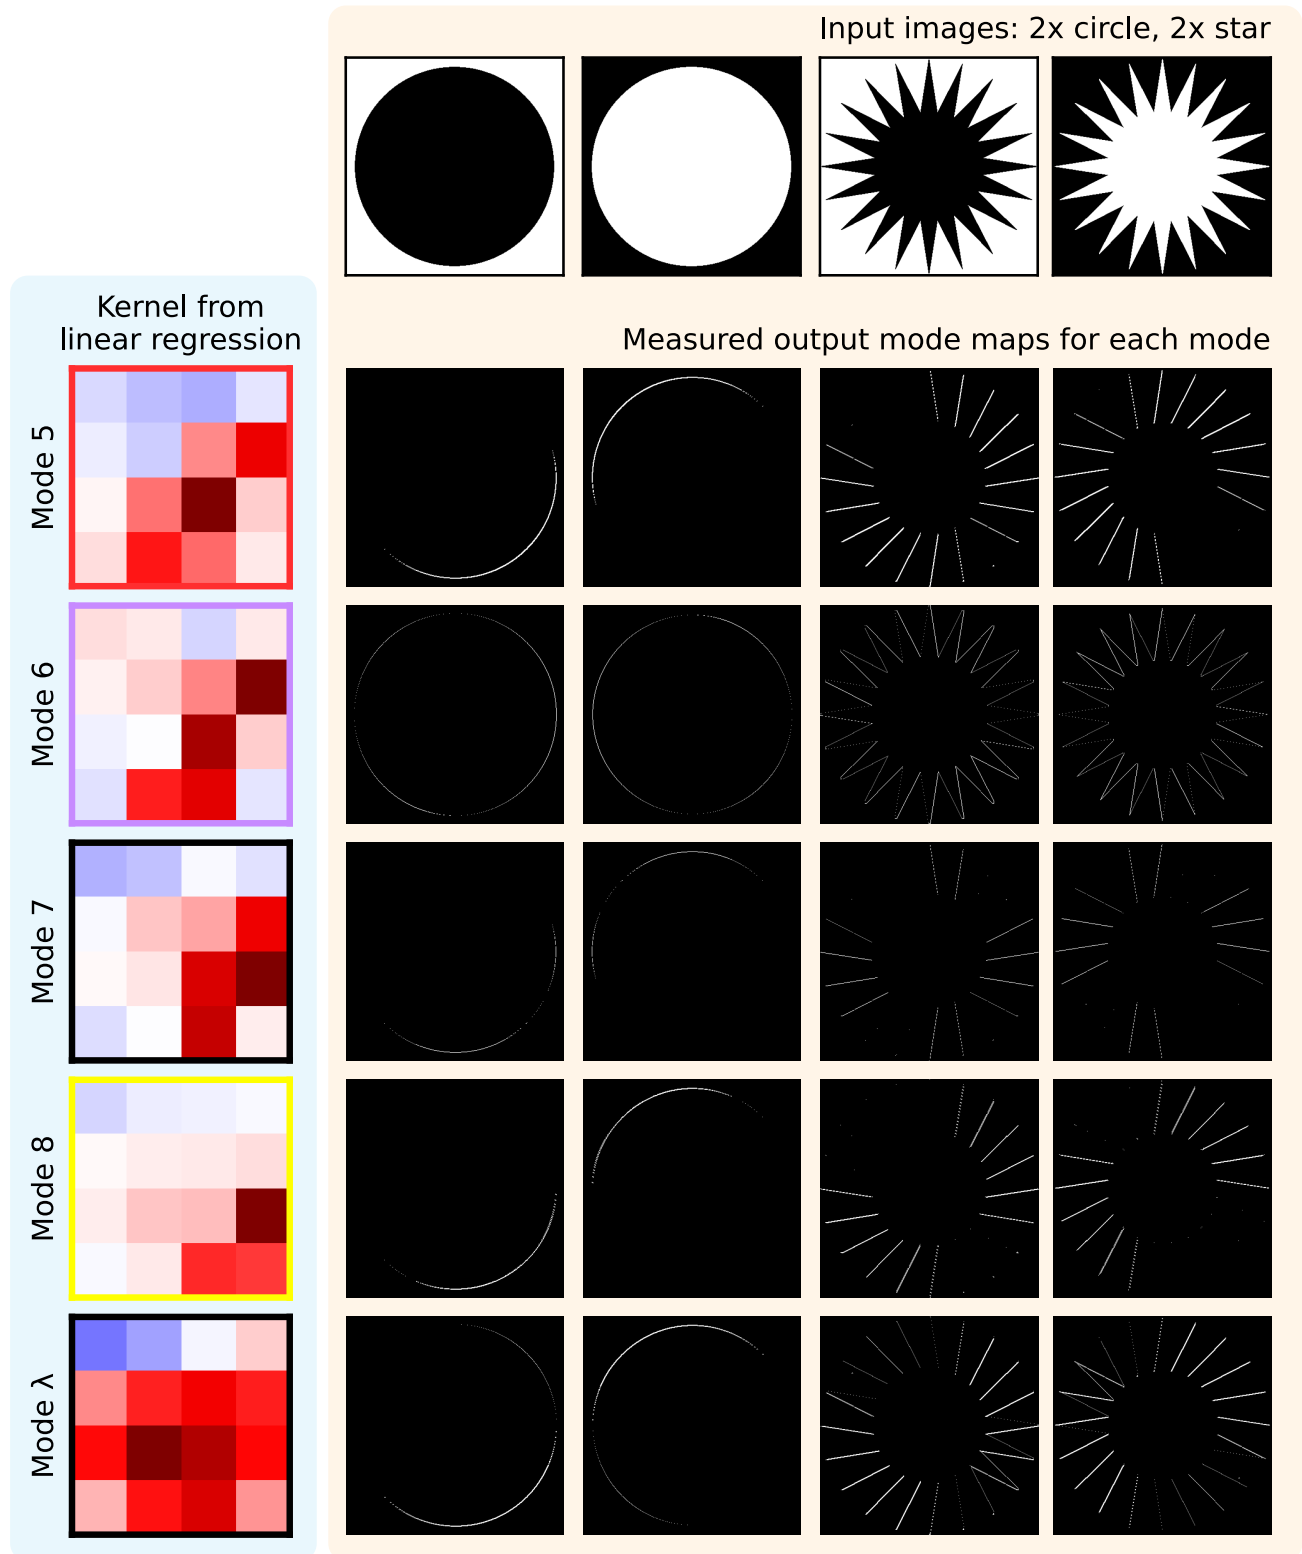 Input images: 2x circle, 2x star
Kernel from
linear regression
Measured output mode maps for each mode
Mode 5
Mode 6
Mode 7
Mode 8
Mode λ